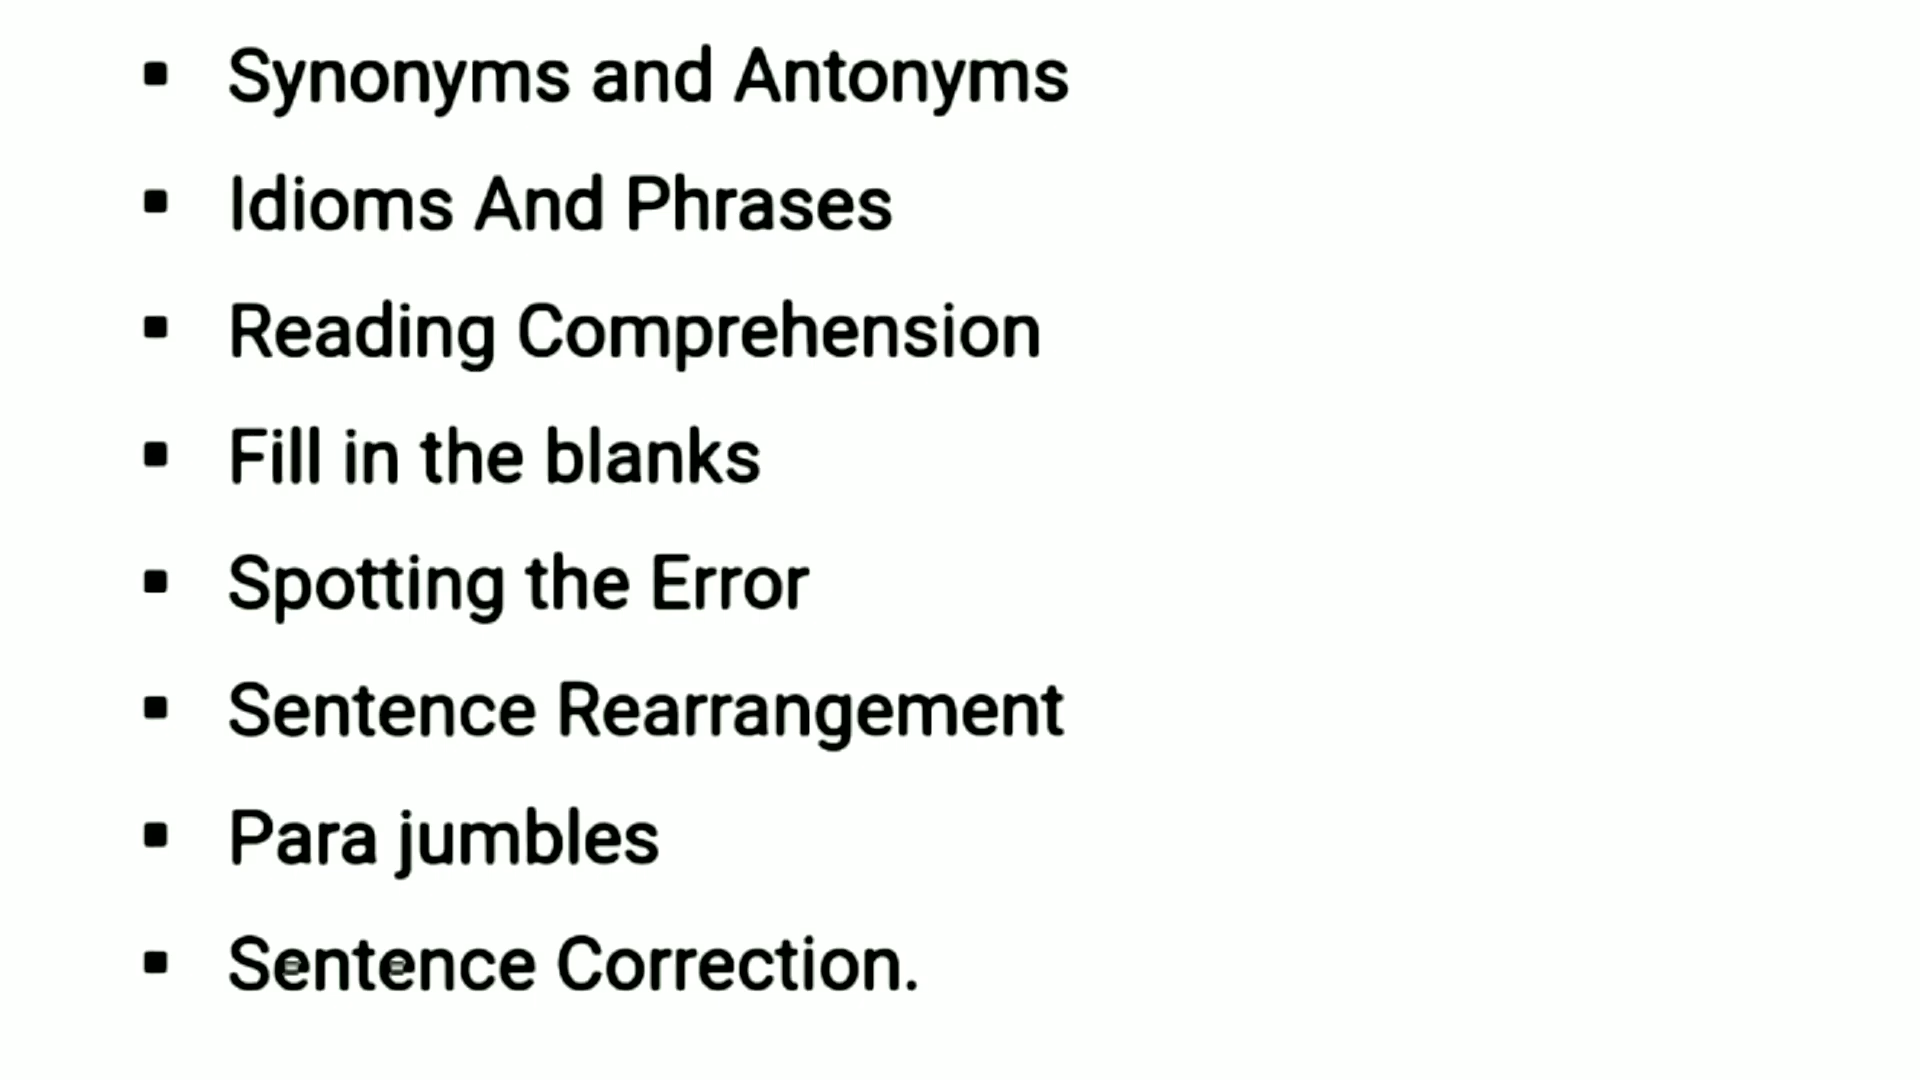 ▪ Synonyms and Antonyms
▪ Idioms And Phrases
▪ Reading Comprehension
▪ Fill in the blanks
▪ Spotting the Error
▪ Sentence Rearrangement
▪ Para jumbles
▪ Sentence Correction.